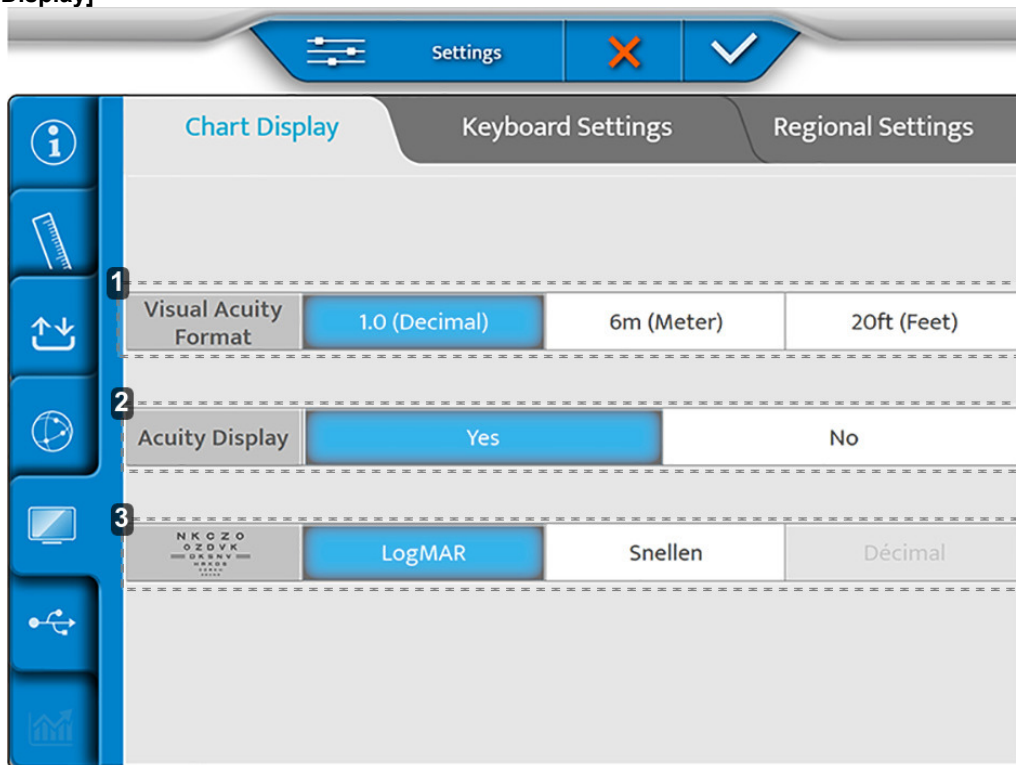 Display]
Settings
Chart Display Keyboard Settings Regional Settings
1
Visual Acuity
Format
1.0 (Decimal) 6m (Meter) 20ft (Feet)
2
Acuity Display Yes No
3
N K C Z O
O Z D V K
D K S N V
H R K D S
LogMAR Snellen Décimal